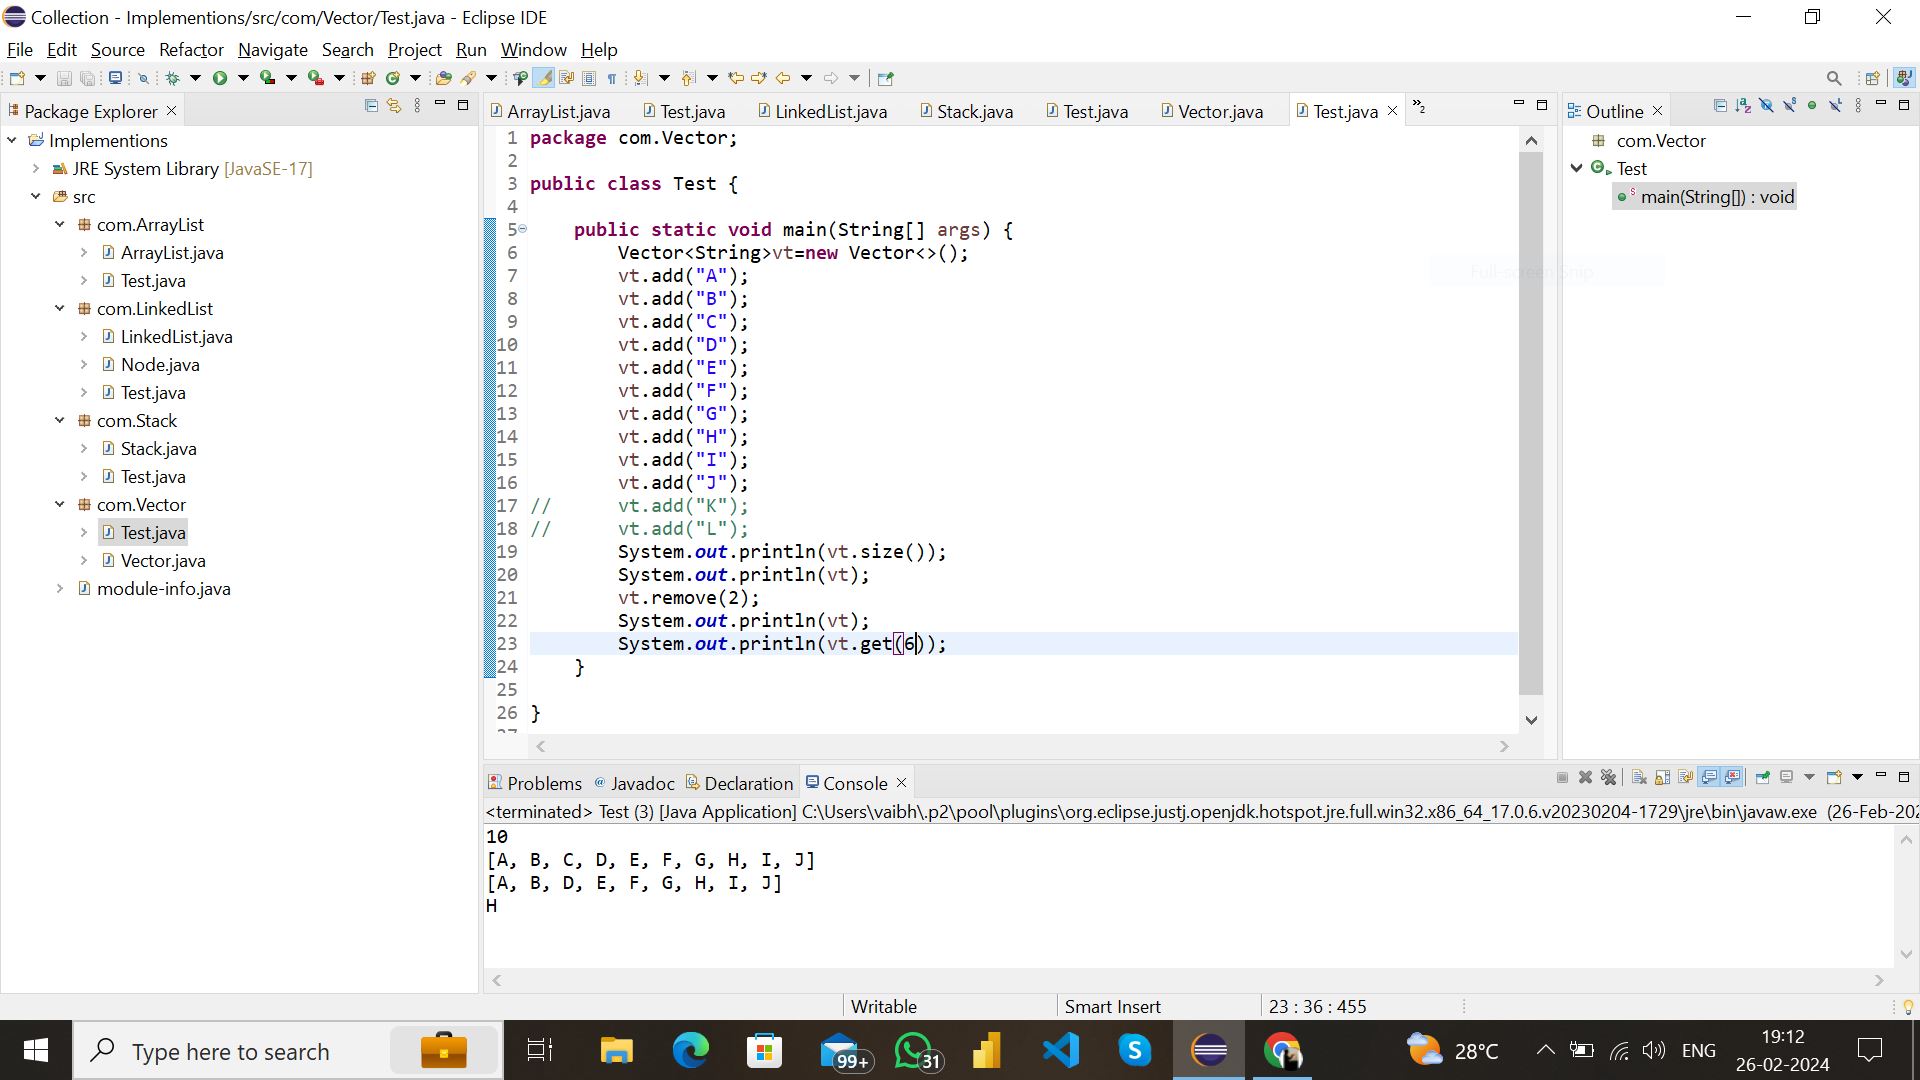 Collection - Implementions/src/com/Vector/Test.java - Eclipse IDE
File Edit Source Refactor Navigate Search Project Run Window Help
Package Explorer
Implementions
JRE System Library [JavaSE-17]
src
com.ArrayList
ArrayList.java
Test.java
com.LinkedList
LinkedList.java
Node.java
Test.java
com.Stack
Stack.java
Test.java
com.Vector
Test.java
Vector.java
module-info.java
ArrayList.java Test.java LinkedList.java Stack.java Test.java Vector.java Test.java »2
1 package com.Vector;
2
3 public class Test {
4
5 public static void main(String[] args) {
6 Vector<String>vt=new Vector<>();
7 vt.add("A");
8 vt.add("B");
9 vt.add("C");
10 vt.add("D");
11 vt.add("E");
12 vt.add("F");
13 vt.add("G");
14 vt.add("H");
15 vt.add("I");
16 vt.add("J");
17 // vt.add("K");
18 // vt.add("L");
19 System.out.println(vt.size());
20 System.out.println(vt);
21 vt.remove(2);
22 System.out.println(vt);
23 System.out.println(vt.get(6));
24 }
25
26 }
27
Full-screen Snip
Outline
com.Vector
Test
main(String[]) : void
Problems @ Javadoc Declaration Console
<terminated> Test (3) [Java Application] C:\Users\vaibh\.p2\pool\plugins\org.eclipse.justj.openjdk.hotspot.jre.full.win32.x86_64_17.0.6.v20230204-1729\jre\bin\javaw.exe (26-Feb-202
10
[A, B, C, D, E, F, G, H, I, J]
[A, B, D, E, F, G, H, I, J]
H
Writable Smart Insert 23 : 36 : 455
Type here to search
99+
31
28°C
ENG
19:12
26-02-2024